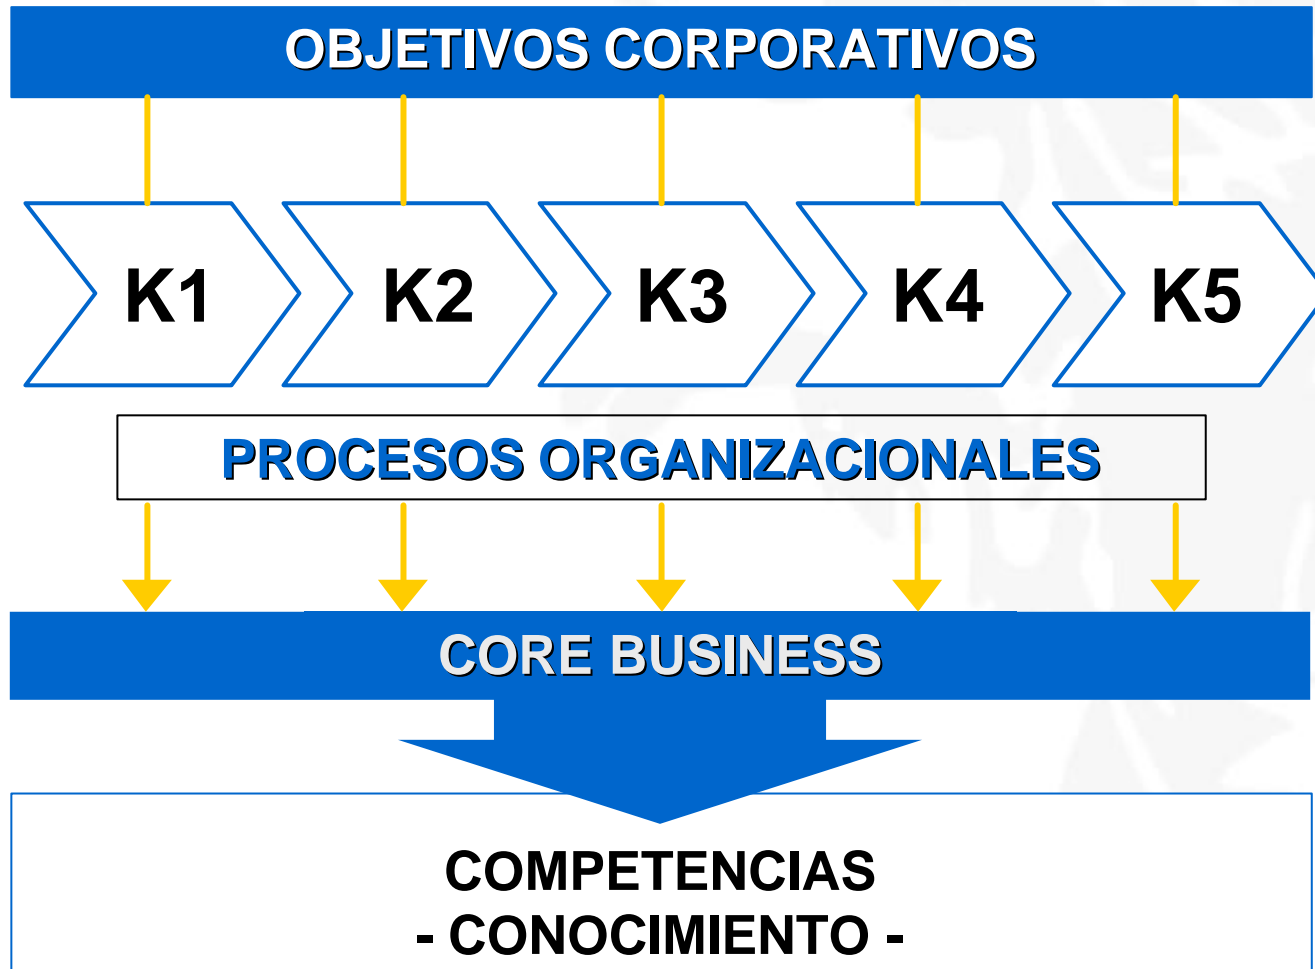 OBJETIVOS CORPORATIVOS
K1 K2 K3 K4 K5
PROCESOS ORGANIZACIONALES
CORE BUSINESS
COMPETENCIAS
- CONOCIMIENTO -